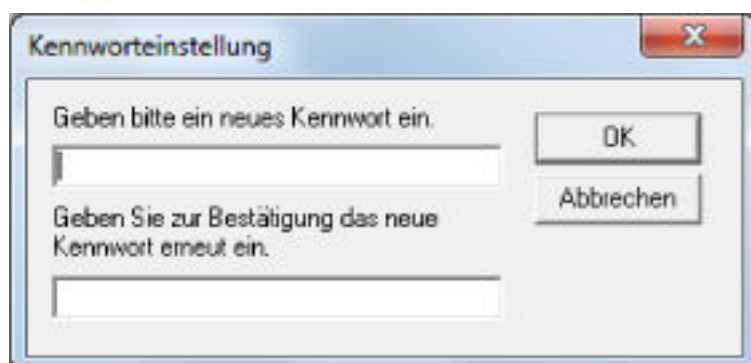 Kennworteinstellung
Geben bitte ein neues Kennwort ein.
OK
Abbrechen
Geben Sie zur Bestätigung das neue
Kennwort erneut ein.